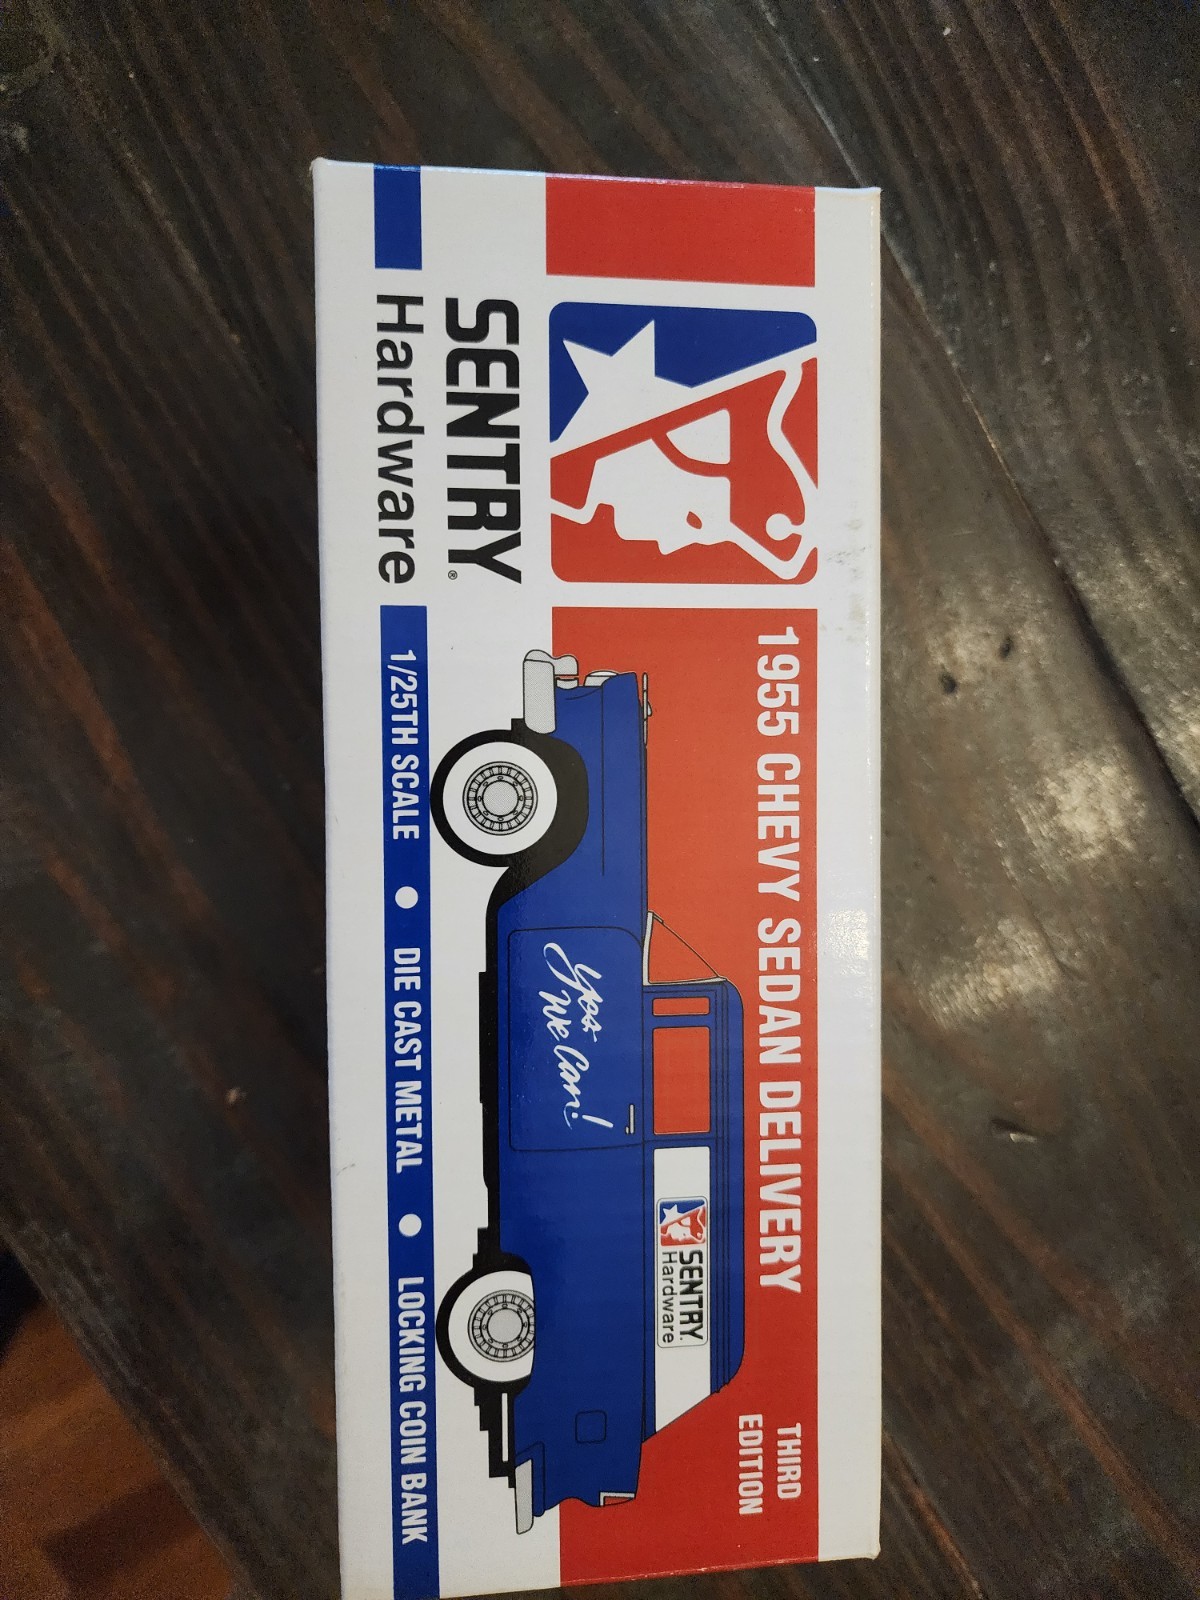 SENTRY®
Hardware
1955 CHEVY SEDAN DELIVERY
THIRD
EDITION
Yes
We Can!
SENTRY
Hardware
1/25TH SCALE ● DIE CAST METAL ● LOCKING COIN BANK